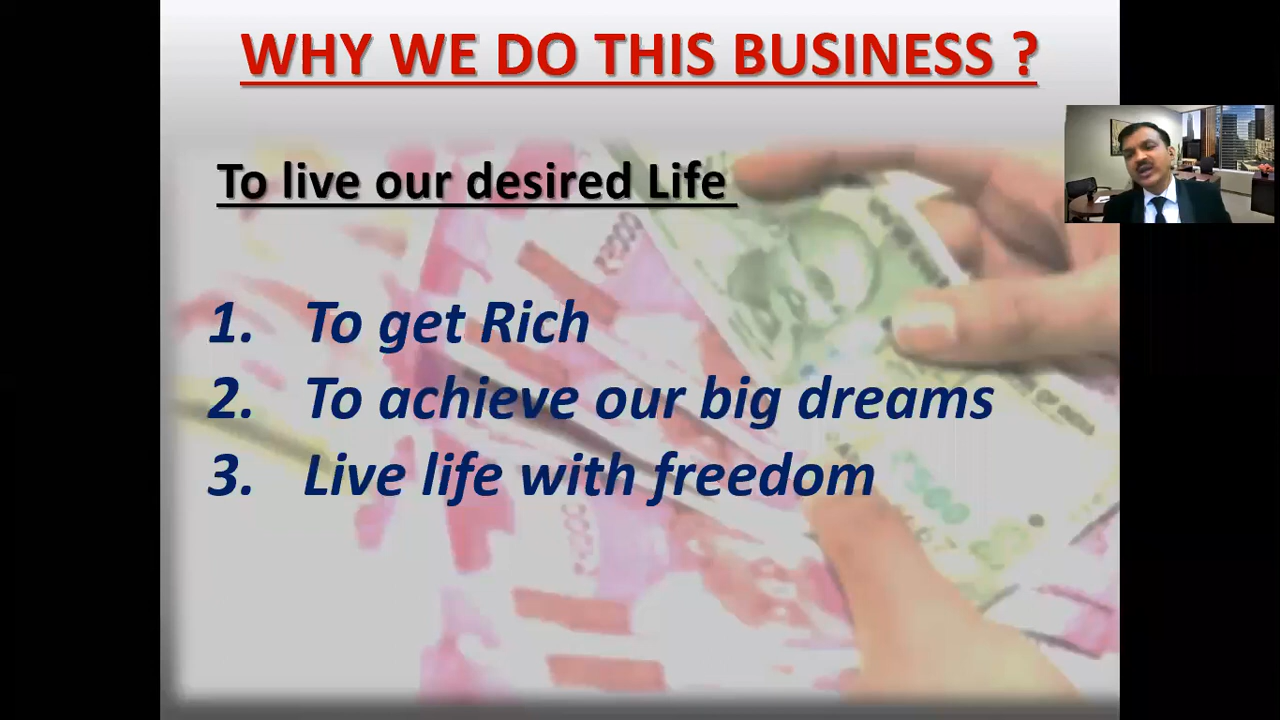 WHY WE DO THIS BUSINESS ?
To live our desired Life
1. To get Rich
2. To achieve our big dreams
3. Live life with freedom